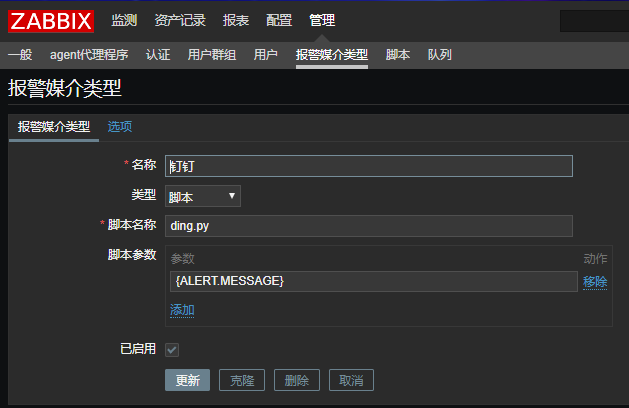 ZABBIX 监测 资产记录 报表 配置 管理
一般 agent代理程序 认证 用户群组 用户 报警媒介类型 脚本 队列
报警媒介类型
报警媒介类型 选项
* 名称 钉钉
类型 脚本
* 脚本名称 ding.py
脚本参数 参数 动作
{ALERT.MESSAGE} 移除
添加
已启用
更新 克隆 删除 取消